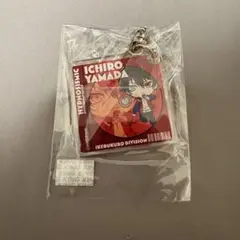 HYPNOSISMIC
ICHIRO
YAMADA
IKEBUKURO DIVISION